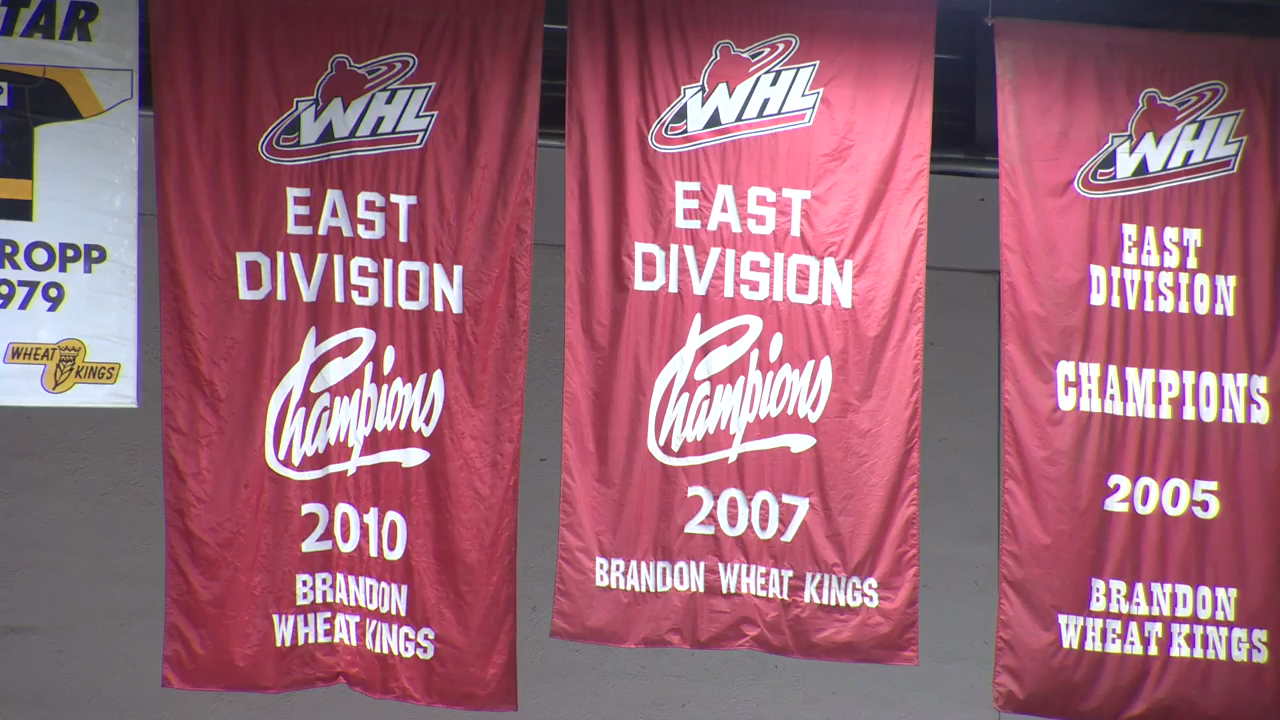 TAR
ROPP
979
WHEAT
KINGS
WHL
EAST
DIVISION
Champions
2010
BRANDON
WHEAT KINGS
WHL
EAST
DIVISION
Champions
2007
BRANDON WHEAT KINGS
WHL
EAST
DIVISION
CHAMPIONS
2005
BRANDON
WHEAT KINGS